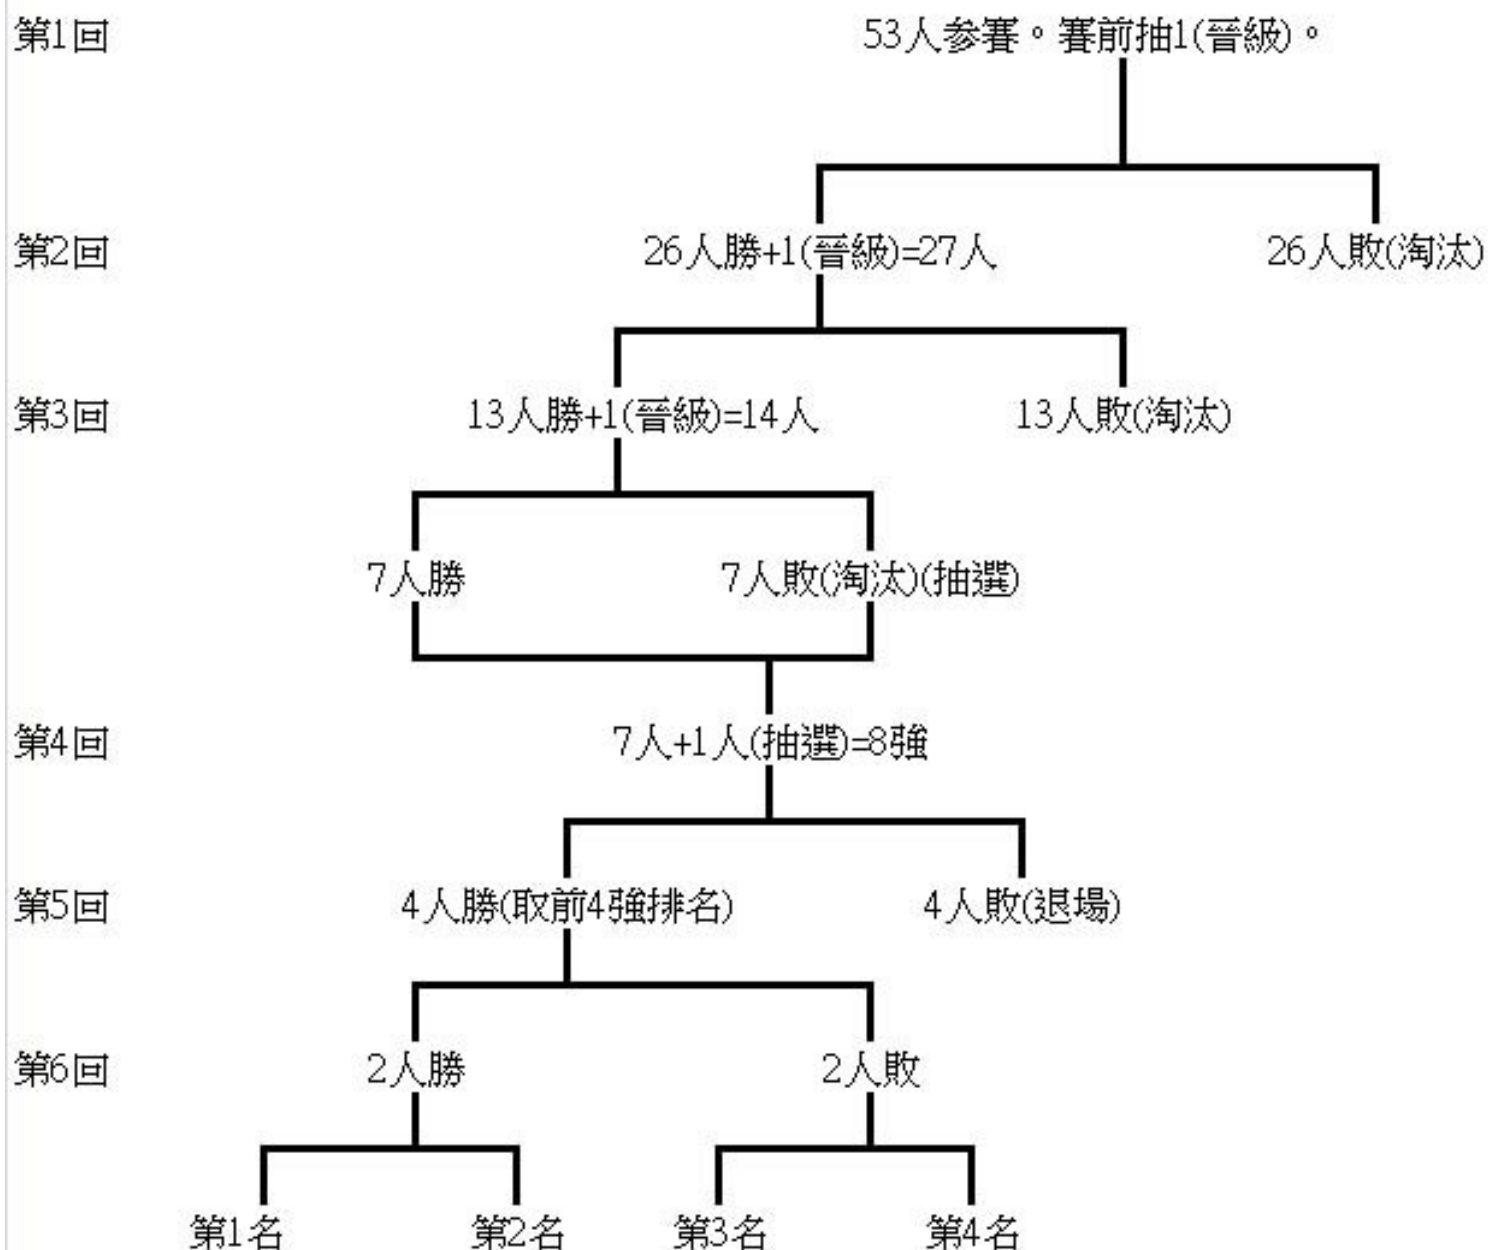 第1回 53人参賽。賽前抽1(晉級)。
第2回 26人勝+1(晉級)=27人 26人敗(淘汰)
第3回 13人勝+1(晉級)=14人 13人敗(淘汰)
7人勝 7人敗(淘汰)(抽選)
第4回 7人+1人(抽選)=8強
第5回 4人勝(取前4強排名) 4人敗(退場)
第6回 2人勝 2人敗
第1名 第2名 第3名 第4名